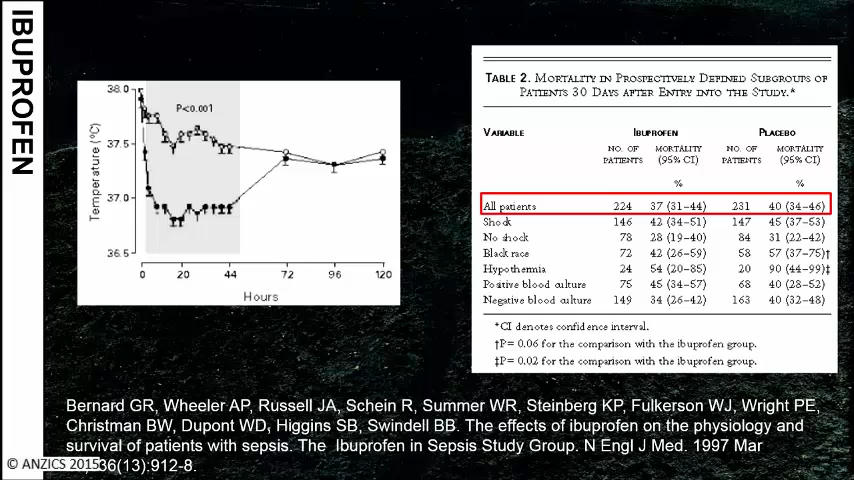 IBUPROFEN
38.0
37.5
37.0
36.5
Temperature (°C)
P<0.001
0 20 44 72 100 120
Hours
TABLE 2. MORTALITY IN PROSPECTIVELY DEFINED SUBGROUPS OF
PATIENTS 30 DAYS AFTER ENTRY INTO THE STUDY.*
VARIABLE IBUPROFEN PLACEBO
NO. OF PATIENTS MORTALITY (95% CI) NO. OF PATIENTS MORTALITY (95% CI)
% %
All patients 224 37 (31–44) 231 40 (34–46)
Shock 146 42 (34–51) 147 45 (37–53)
No shock 78 28 (19–40) 84 31 (22–42)
Black race 72 42 (26–59) 58 57 (37–75)†
Hypothermia 24 54 (20–85) 20 90 (44–99)‡
Positive blood culture 75 45 (34–57) 68 40 (28–52)
Negative blood culture 149 34 (26–42) 163 40 (32–48)
*CI denotes confidence interval.
†P= 0.06 for the comparison with the ibuprofen group.
‡P= 0.02 for the comparison with the ibuprofen group.
Bernard GR, Wheeler AP, Russell JA, Schein R, Summer WR, Steinberg KP, Fulkerson WJ, Wright PE,
Christman BW, Dupont WD, Higgins SB, Swindell BB. The effects of ibuprofen on the physiology and
survival of patients with sepsis. The Ibuprofen in Sepsis Study Group. N Engl J Med. 1997 Mar
36(13):912-8.
© ANZICS 2015